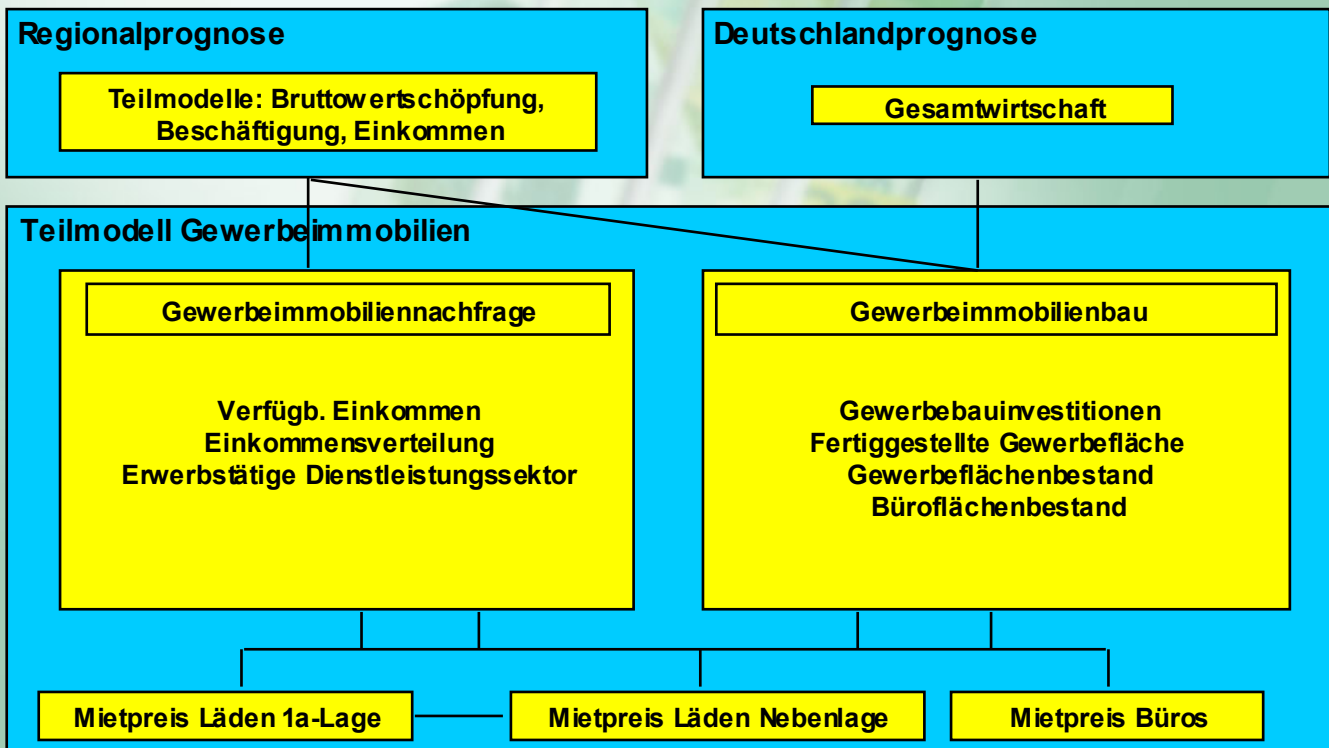 Regionalprognose
Teilmodelle: Bruttowertschöpfung,
Beschäftigung, Einkommen
Deutschlandprognose
Gesamtwirtschaft
Teilmodell Gewerbeimmobilien
Gewerbeimmobiliennachfrage
Verfügb. Einkommen
Einkommensverteilung
Erwerbstätige Dienstleistungssektor
Gewerbeimmobilienbau
Gewerbebauinvestitionen
Fertiggestellte Gewerbefläche
Gewerbeflächenbestand
Büroflächenbestand
Mietpreis Läden 1a-Lage
Mietpreis Läden Nebenlage
Mietpreis Büros